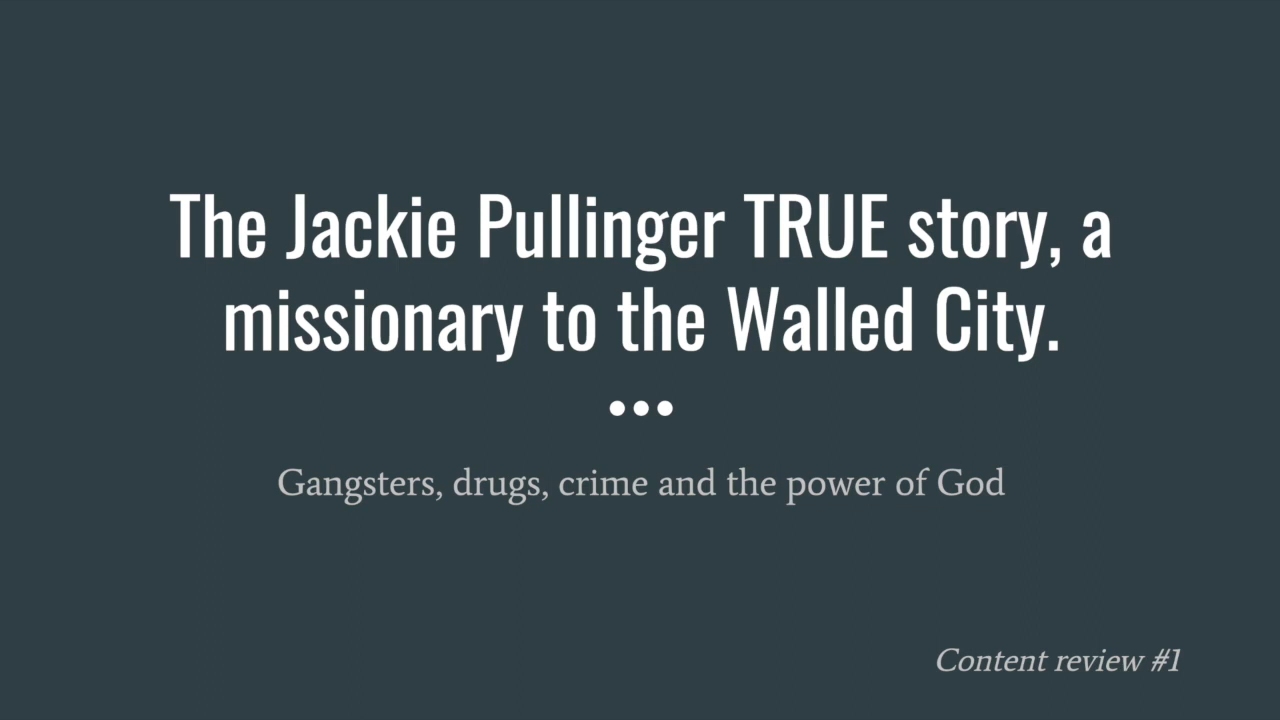 The Jackie Pullinger TRUE story, a
missionary to the Walled City.
Gangsters, drugs, crime and the power of God
Content review #1